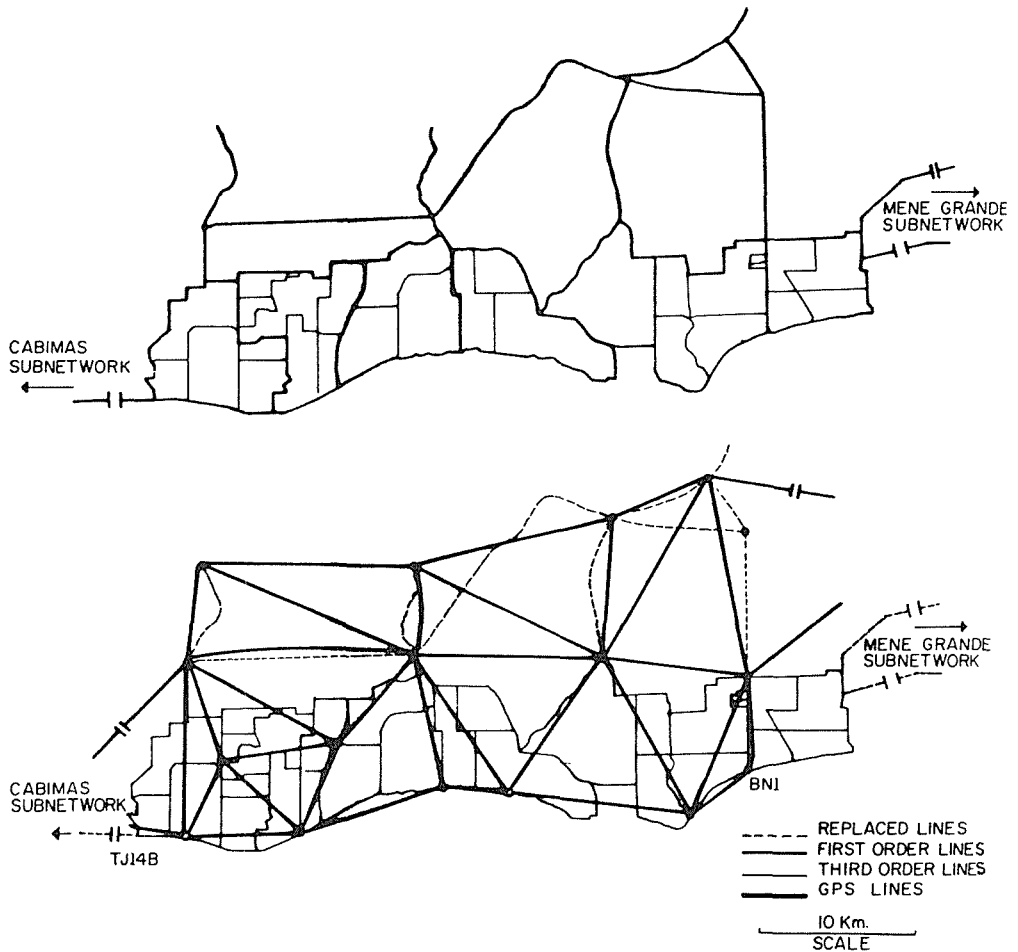 MENE GRANDE
SUBNETWORK
CABIMAS
SUBNETWORK
MENE GRANDE
SUBNETWORK
CABIMAS
SUBNETWORK
BN1
TJ14B
REPLACED LINES
FIRST ORDER LINES
THIRD ORDER LINES
GPS LINES
10 Km.
SCALE